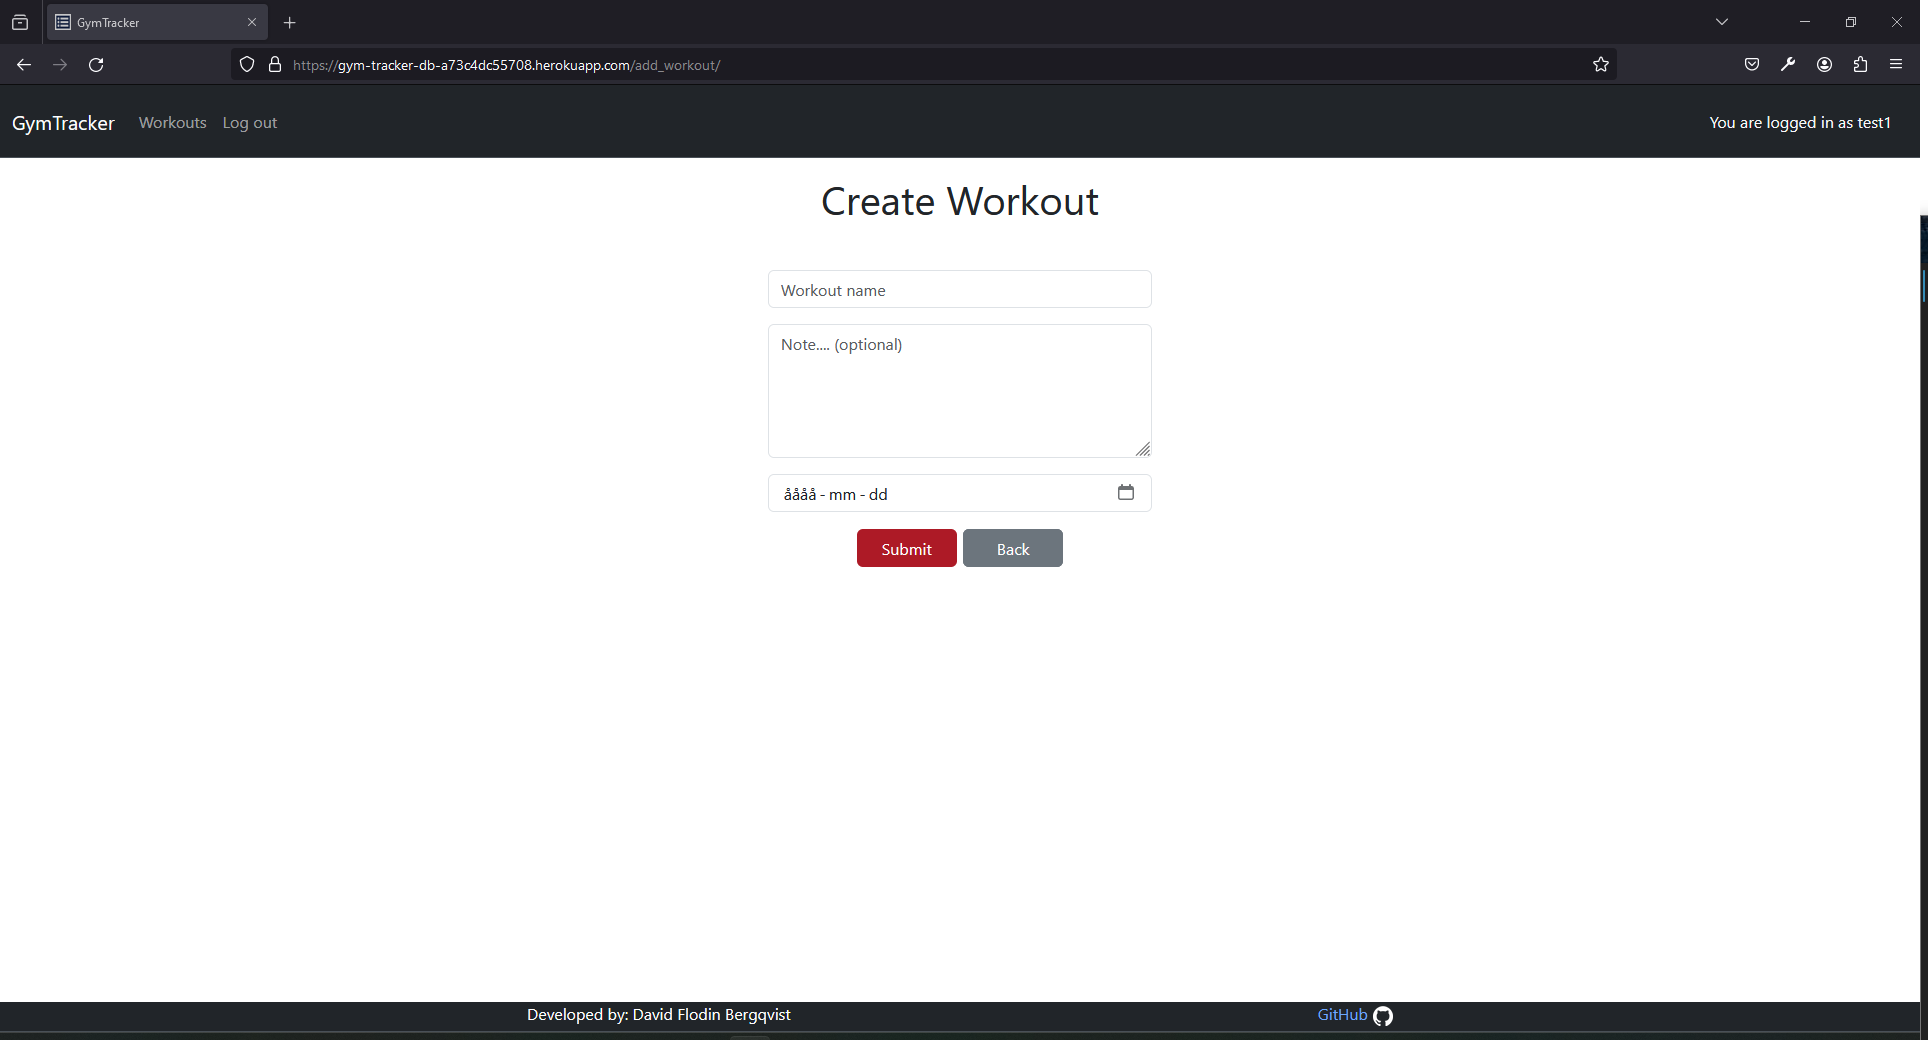 GymTracker
https://gym-tracker-db-a73c4dc55708.herokuapp.com/add_workout/
GymTracker Workouts Log out You are logged in as test1
Create Workout
Workout name
Note.... (optional)
åååå - mm - dd
Submit Back
Developed by: David Flodin Bergqvist GitHub